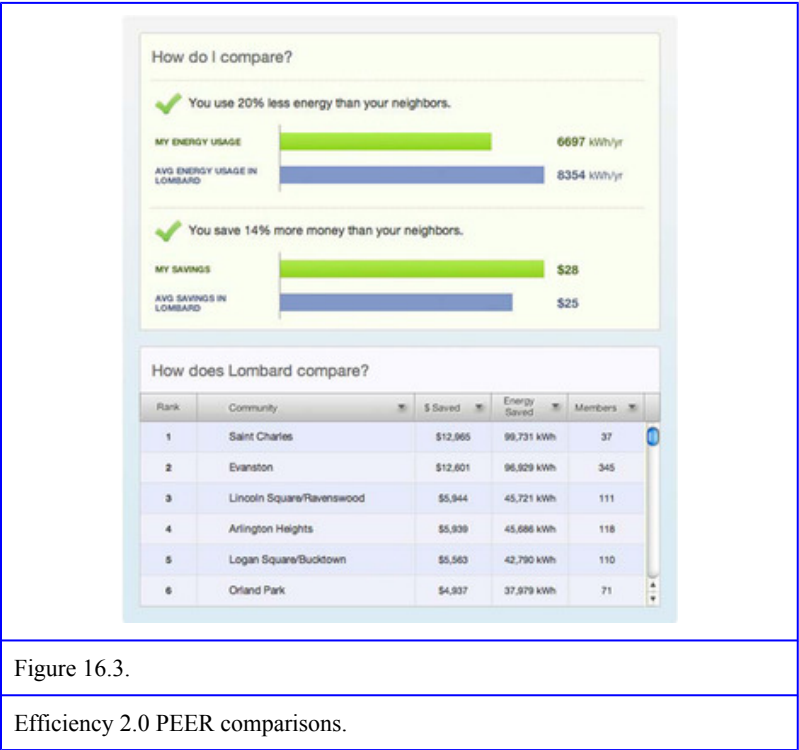 How do I compare?
You use 20% less energy than your neighbors.
MY ENERGY USAGE 6697 kWh/yr
AVG ENERGY USAGE IN
LOMBARD 8354 kWh/yr
You save 14% more money than your neighbors.
MY SAVINGS $28
AVG SAVINGS IN
LOMBARD $25
How does Lombard compare?
Rank Community $ Saved Energy Saved Members
1 Saint Charles $12,965 99,731 kWh 37
2 Evanston $12,601 96,929 kWh 345
3 Lincoln Square/Ravenswood $5,944 45,721 kWh 111
4 Arlington Heights $5,939 45,686 kWh 118
5 Logan Square/Bucktown $5,563 42,790 kWh 110
6 Orland Park $4,937 37,979 kWh 71
Figure 16.3.
Efficiency 2.0 PEER comparisons.